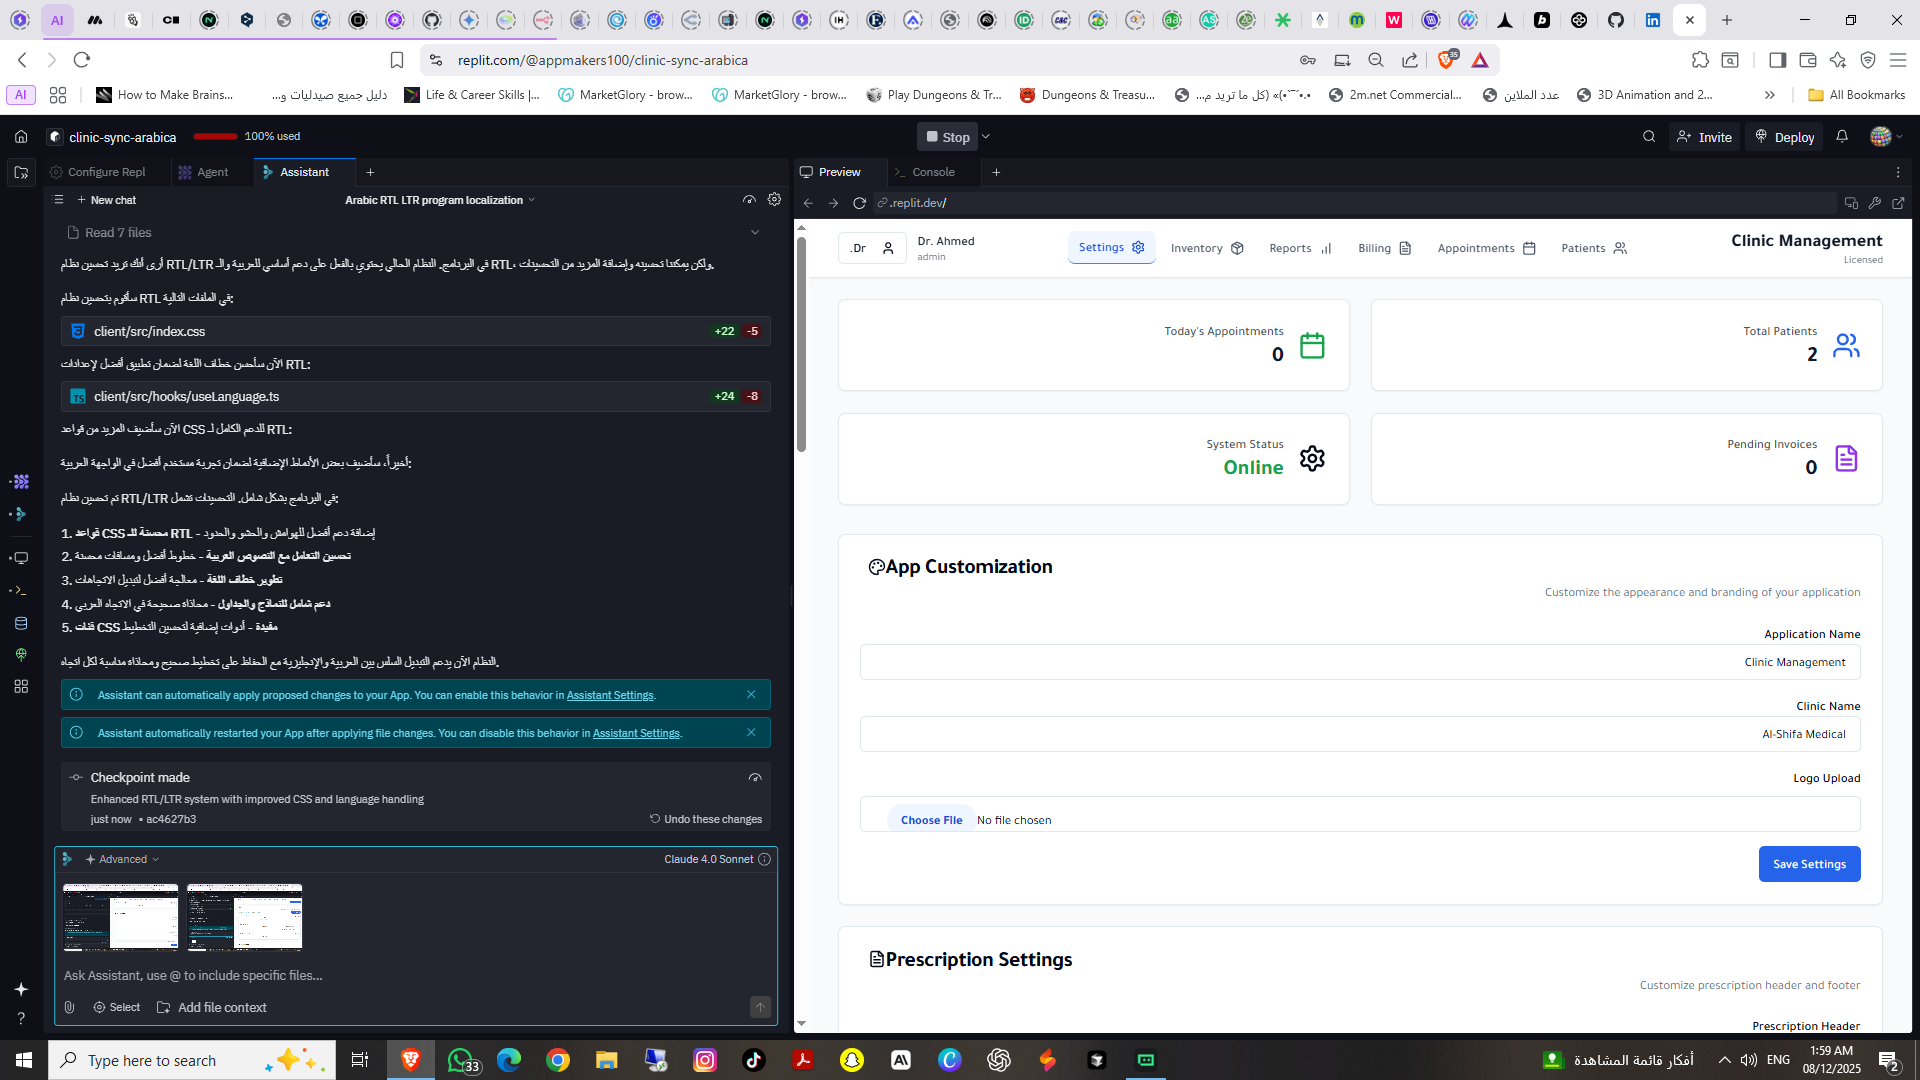 replit.com/@appmakers100/clinic-sync-arabica
35
AI
How to Make Brains...
دليل جميع صيدليات و...
Life & Career Skills |...
MarketGlory - brow...
MarketGlory - brow...
Play Dungeons & Tr...
Dungeons & Treasu...
2m.net Commercial...
عدد الملاين
3D Animation and 2...
All Bookmarks
clinic-sync-arabica
100% used
Stop
Invite
Deploy
Configure Repl
Agent
Assistant
Preview
Console
New chat
Arabic RTL LTR program localization
.replit.dev/
Read 7 files
أرى أنك تريد تحسين نظام RTL/LTR في البرنامج. النظام الحالي يحتوي بالفعل على دعم أساسي للعربية والـ RTL، ولكن يمكننا تحسينه وإضافة المزيد من التحسينات.
سأقوم بتحسين نظام RTL في الملفات التالية:
client/src/index.css
+22 -5
الآن سأحسن خطاف اللغة لضمان تطبيق أفضل لإعدادات RTL:
client/src/hooks/useLanguage.ts
+24 -8
الآن سأضيف المزيد من قواعد CSS للدعم الكامل لـ RTL:
أخيراً، سأضيف بعض الأنماط الإضافية لضمان تجربة مستخدم أفضل في الواجهة العربية:
تم تحسين نظام RTL/LTR في البرنامج بشكل شامل. التحسينات تشمل:
1. قواعد CSS محسنة للـ RTL - إضافة دعم أفضل للهوامش والحشو والحدود
2. تحسين التعامل مع النصوص العربية - خطوط أفضل ومسافات محسنة
3. تطوير خطاف اللغة - معالجة أفضل لتبديل الاتجاهات
4. دعم شامل للنماذج والجداول - محاذاة صحيحة في الاتجاه العربي
5. فئات CSS مفيدة - أدوات إضافية لتحسين التخطيط
النظام الآن يدعم التبديل السلس بين العربية والإنجليزية مع الحفاظ على تخطيط صحيح ومحاذاة مناسبة لكل اتجاه.
Assistant can automatically apply proposed changes to your App. You can enable this behavior in Assistant Settings.
Assistant automatically restarted your App after applying file changes. You can disable this behavior in Assistant Settings.
Checkpoint made
Enhanced RTL/LTR system with improved CSS and language handling
just now • ac4627b3
Undo these changes
Advanced
Claude 4.0 Sonnet
Ask Assistant, use @ to include specific files...
Select
Add file context
.Dr
Dr. Ahmed
admin
Settings
Inventory
Reports
Billing
Appointments
Patients
Clinic Management
Licensed
Today's Appointments
0
Total Patients
2
System Status
Online
Pending Invoices
0
App Customization
Customize the appearance and branding of your application
Application Name
Clinic Management
Clinic Name
Al-Shifa Medical
Logo Upload
Choose File
No file chosen
Save Settings
Prescription Settings
Customize prescription header and footer
Prescription Header
Type here to search
33
أفكار قائمة المشاهدة
ENG
1:59 AM
08/12/2025
2